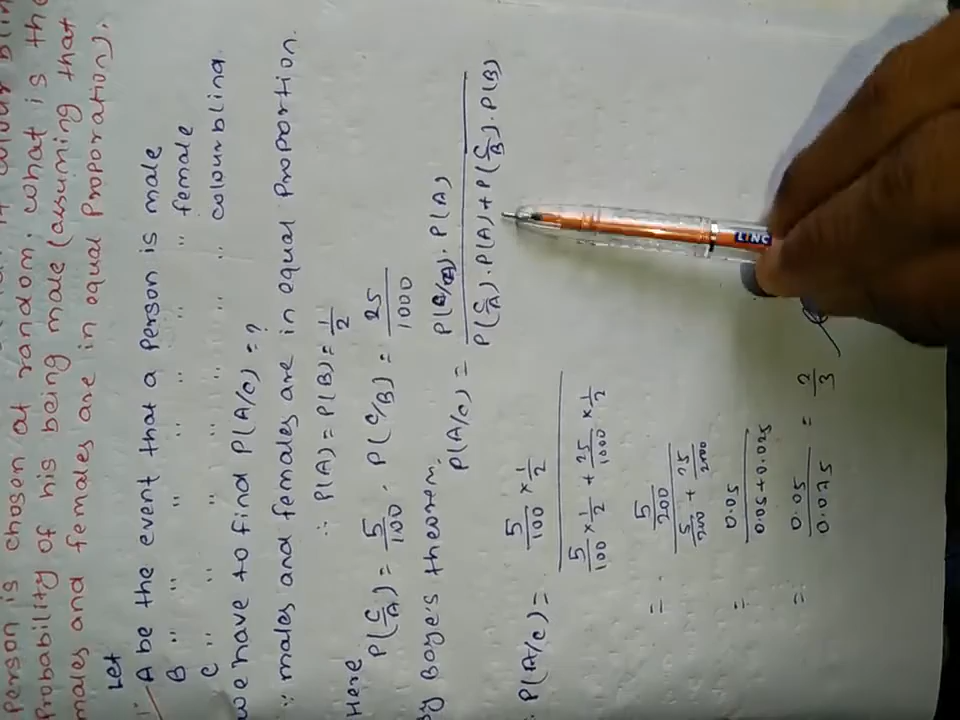 Person is chosen at random. what is the
Probability of his being male (assuming that
males and females are in equal Proporation).
Let
A be the event that a Person is male
B " " " " " " female
C " " " " " " colourblind.
we have to find P(A/C) = ?
∵ males and females are in equal Proportion.
∴ P(A) = P(B) = 1/2
Here
P(C/A) = 5/100 . P(C/B) = 25/1000
By Baye's theorem.
P(A/C) = P(C/A) . P(A) / P(C/A) . P(A) + P(C/B) . P(B)
∴ P(A/C) = 5/100 × 1/2 / 5/100 × 1/2 + 25/1000 × 1/2
= 5/200 / 5/200 + 25/2000
= 0.05 / 0.05 + 0.025
= 0.05 / 0.075 = 2/3
LINC